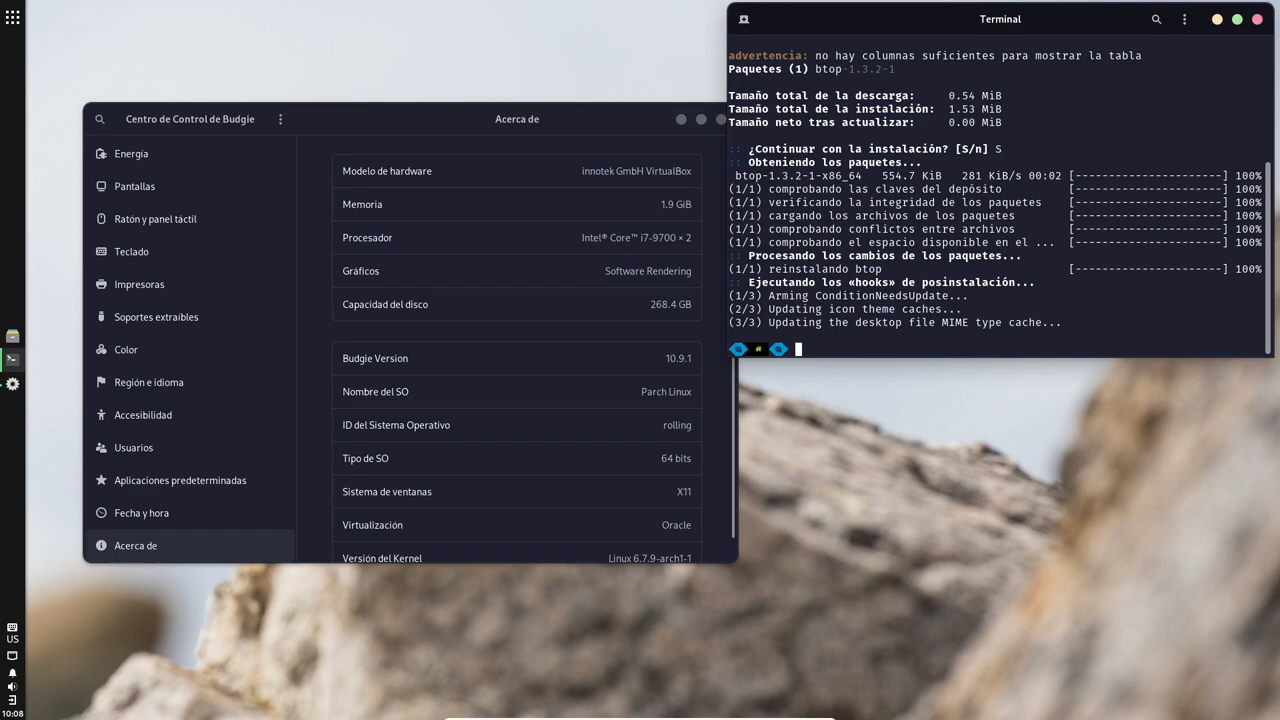 Centro de Control de Budgie
Acerca de
Energía
Pantallas
Ratón y panel táctil
Teclado
Impresoras
Soportes extraíbles
Color
Región e idioma
Accesibilidad
Usuarios
Aplicaciones predeterminadas
Fecha y hora
Acerca de
Modelo de hardware innotek GmbH VirtualBox
Memoria 1.9 GiB
Procesador Intel® Core™ i7-9700 × 2
Gráficos Software Rendering
Capacidad del disco 268.4 GB
Budgie Version 10.9.1
Nombre del SO Parch Linux
ID del Sistema Operativo rolling
Tipo de SO 64 bits
Sistema de ventanas X11
Virtualización Oracle
Versión del Kernel Linux 6.7.9-arch1-1
Terminal
advertencia: no hay columnas suficientes para mostrar la tabla
Paquetes (1) btop-1.3.2-1
Tamaño total de la descarga: 0.54 MiB
Tamaño total de la instalación: 1.53 MiB
Tamaño neto tras actualizar: 0.00 MiB
:: ¿Continuar con la instalación? [S/n] S
:: Obteniendo los paquetes...
btop-1.3.2-1-x86_64 554.7 KiB 281 KiB/s 00:02 [----------------------] 100%
(1/1) comprobando las claves del depósito [----------------------] 100%
(1/1) verificando la integridad de los paquetes [----------------------] 100%
(1/1) cargando los archivos de los paquetes [----------------------] 100%
(1/1) comprobando conflictos entre archivos [----------------------] 100%
(1/1) comprobando el espacio disponible en el ... [----------------------] 100%
:: Procesando los cambios de los paquetes...
(1/1) reinstalando btop [----------------------] 100%
:: Ejecutando los «hooks» de posinstalación...
(1/3) Arming ConditionNeedsUpdate...
(2/3) Updating icon theme caches...
(3/3) Updating the desktop file MIME type cache...
US
10:08